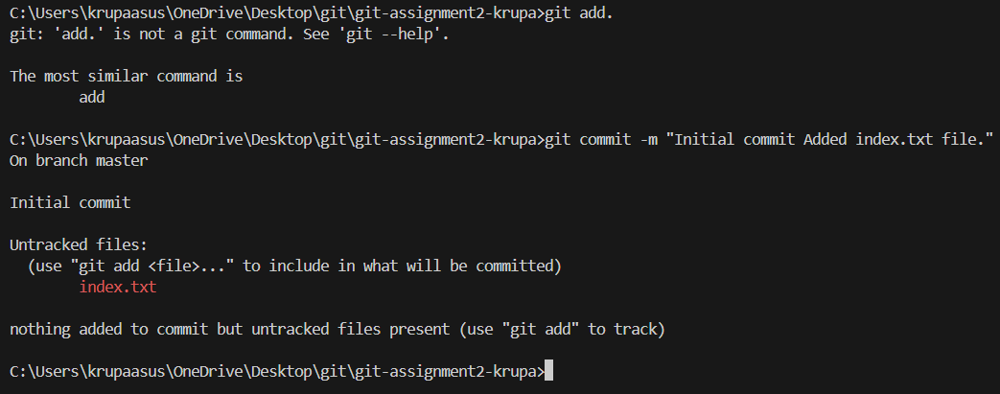 C:\Users\krupaasus\OneDrive\Desktop\git\git-assignment2-krupa>git add.
git: 'add.' is not a git command. See 'git --help'.

The most similar command is
        add

C:\Users\krupaasus\OneDrive\Desktop\git\git-assignment2-krupa>git commit -m "Initial commit Added index.txt file."
On branch master

Initial commit

Untracked files:
  (use "git add <file>..." to include in what will be committed)
        index.txt

nothing added to commit but untracked files present (use "git add" to track)

C:\Users\krupaasus\OneDrive\Desktop\git\git-assignment2-krupa>